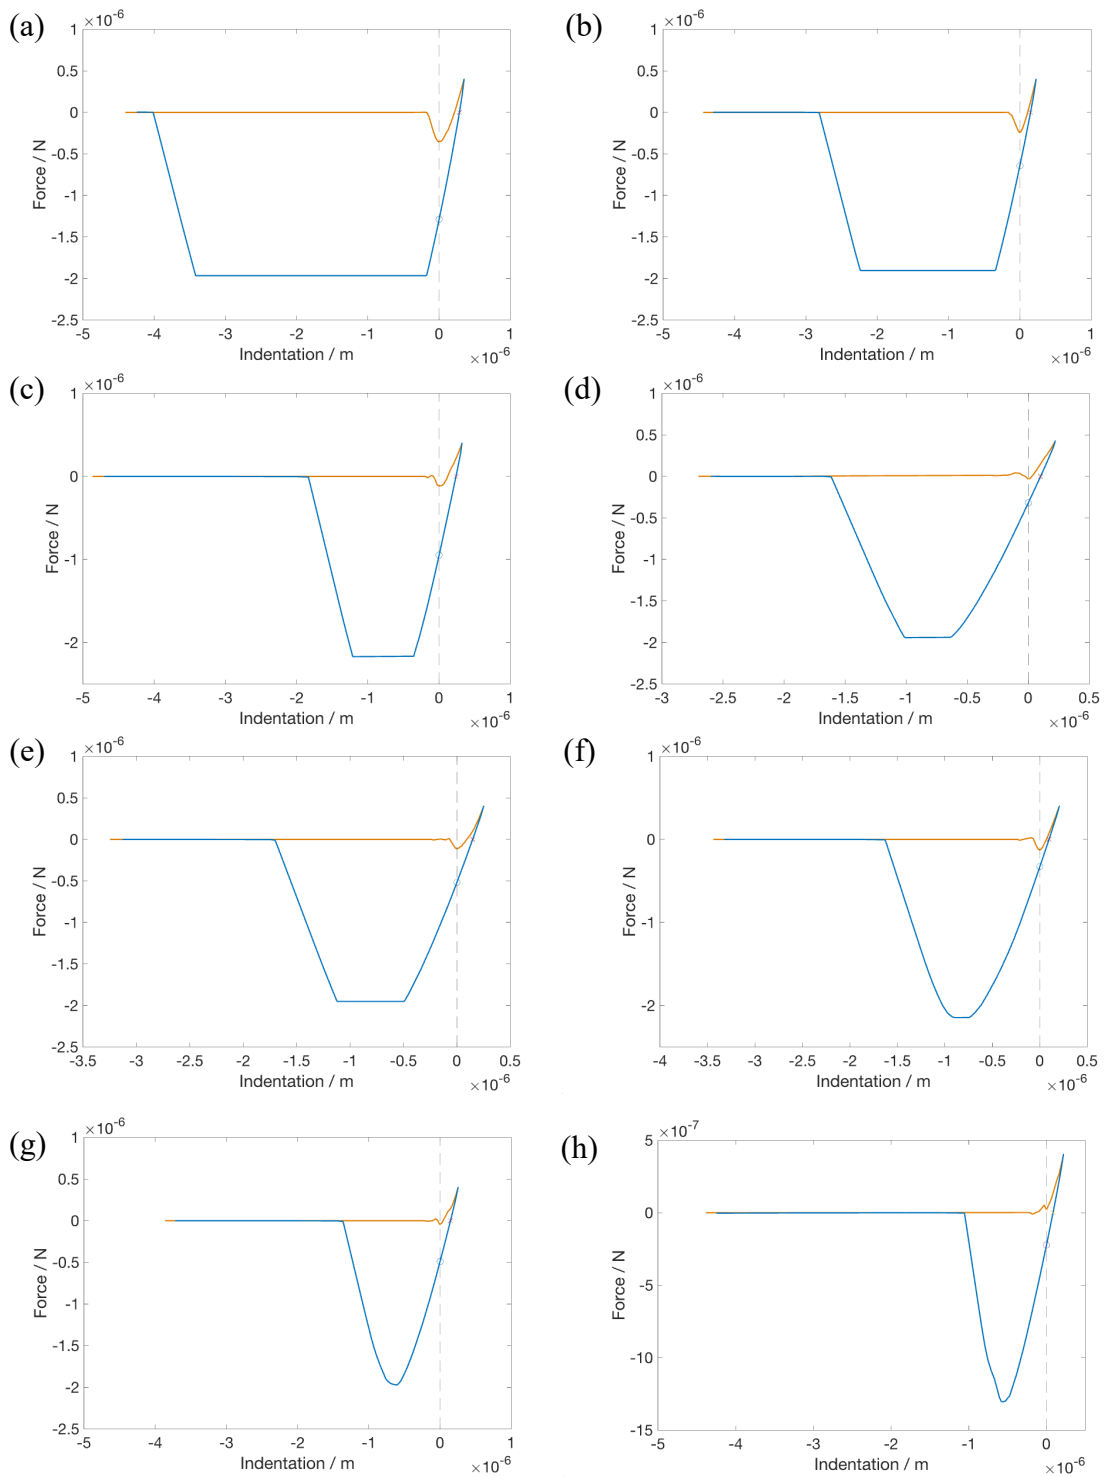 (a)
×10-6
1
0.5
0
-0.5
-1
-1.5
-2
-2.5
Force / N
-5 -4 -3 -2 -1 0 1
Indentation / m
×10-6
(b)
×10-6
1
0.5
0
-0.5
-1
-1.5
-2
-2.5
Force / N
-5 -4 -3 -2 -1 0 1
Indentation / m
×10-6
(c)
×10-6
1
0
-1
-2
Force / N
-5 -4 -3 -2 -1 0 1
Indentation / m
×10-6
(d)
×10-6
1
0.5
0
-0.5
-1
-1.5
-2
-2.5
Force / N
-3 -2.5 -2 -1.5 -1 -0.5 0 0.5
Indentation / m
×10-6
(e)
×10-6
1
0.5
0
-0.5
-1
-1.5
-2
-2.5
Force / N
-3.5 -3 -2.5 -2 -1.5 -1 -0.5 0 0.5
Indentation / m
×10-6
(f)
×10-6
1
0
-1
-2
Force / N
-4 -3.5 -3 -2.5 -2 -1.5 -1 -0.5 0 0.5
Indentation / m
×10-6
(g)
×10-6
1
0.5
0
-0.5
-1
-1.5
-2
-2.5
Force / N
-5 -4 -3 -2 -1 0 1
Indentation / m
×10-6
(h)
×10-7
5
0
-5
-10
-15
Force / N
-5 -4 -3 -2 -1 0
Indentation / m
×10-6